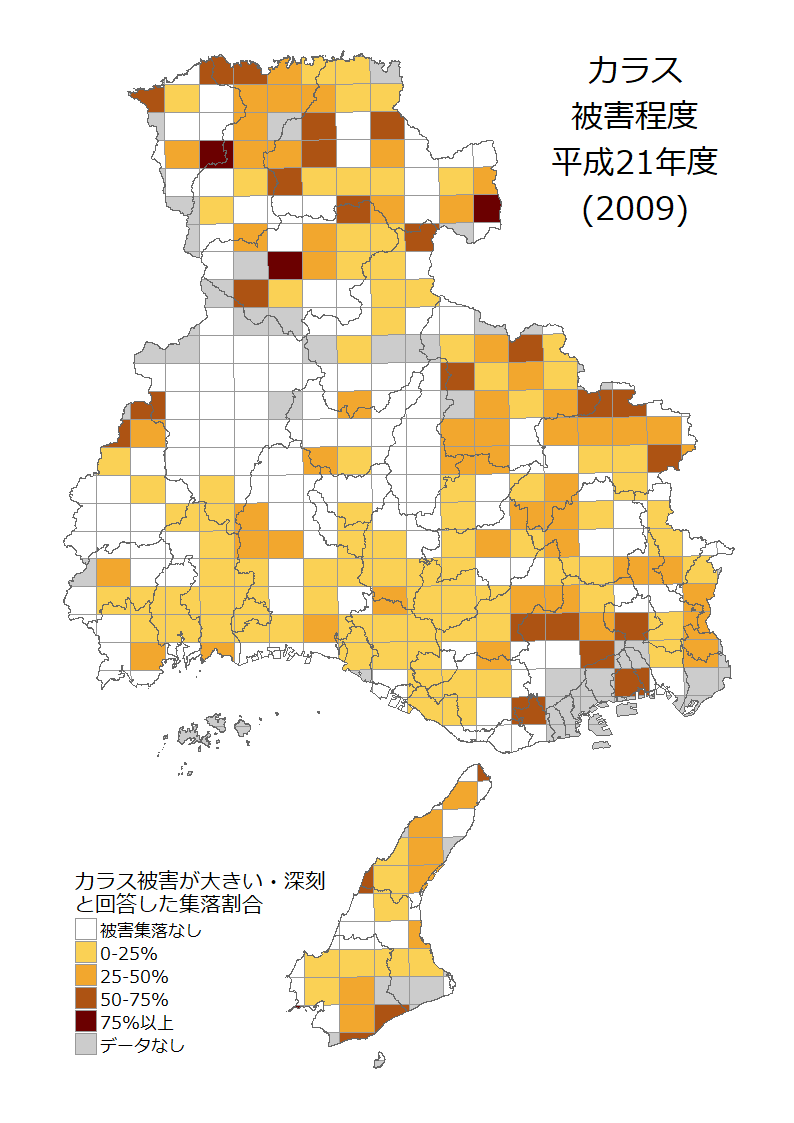 カラス
被害程度
平成21年度
(2009)
カラス被害が大きい・深刻
と回答した集落割合
被害集落なし
0-25%
25-50%
50-75%
75%以上
データなし